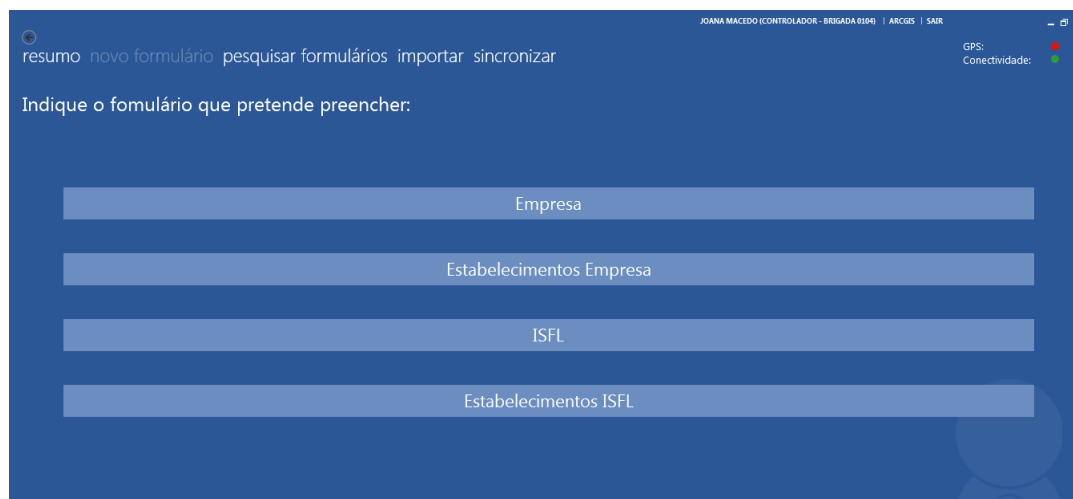 JOANA MACEDO (CONTROLADOR - BRIGADA 0104) | ARCGIS | SAIR
resumo novo formulário pesquisar formulários importar sincronizar
GPS:
Conectividade:
Indique o fomulário que pretende preencher:
Empresa
Estabelecimentos Empresa
ISFL
Estabelecimentos ISFL